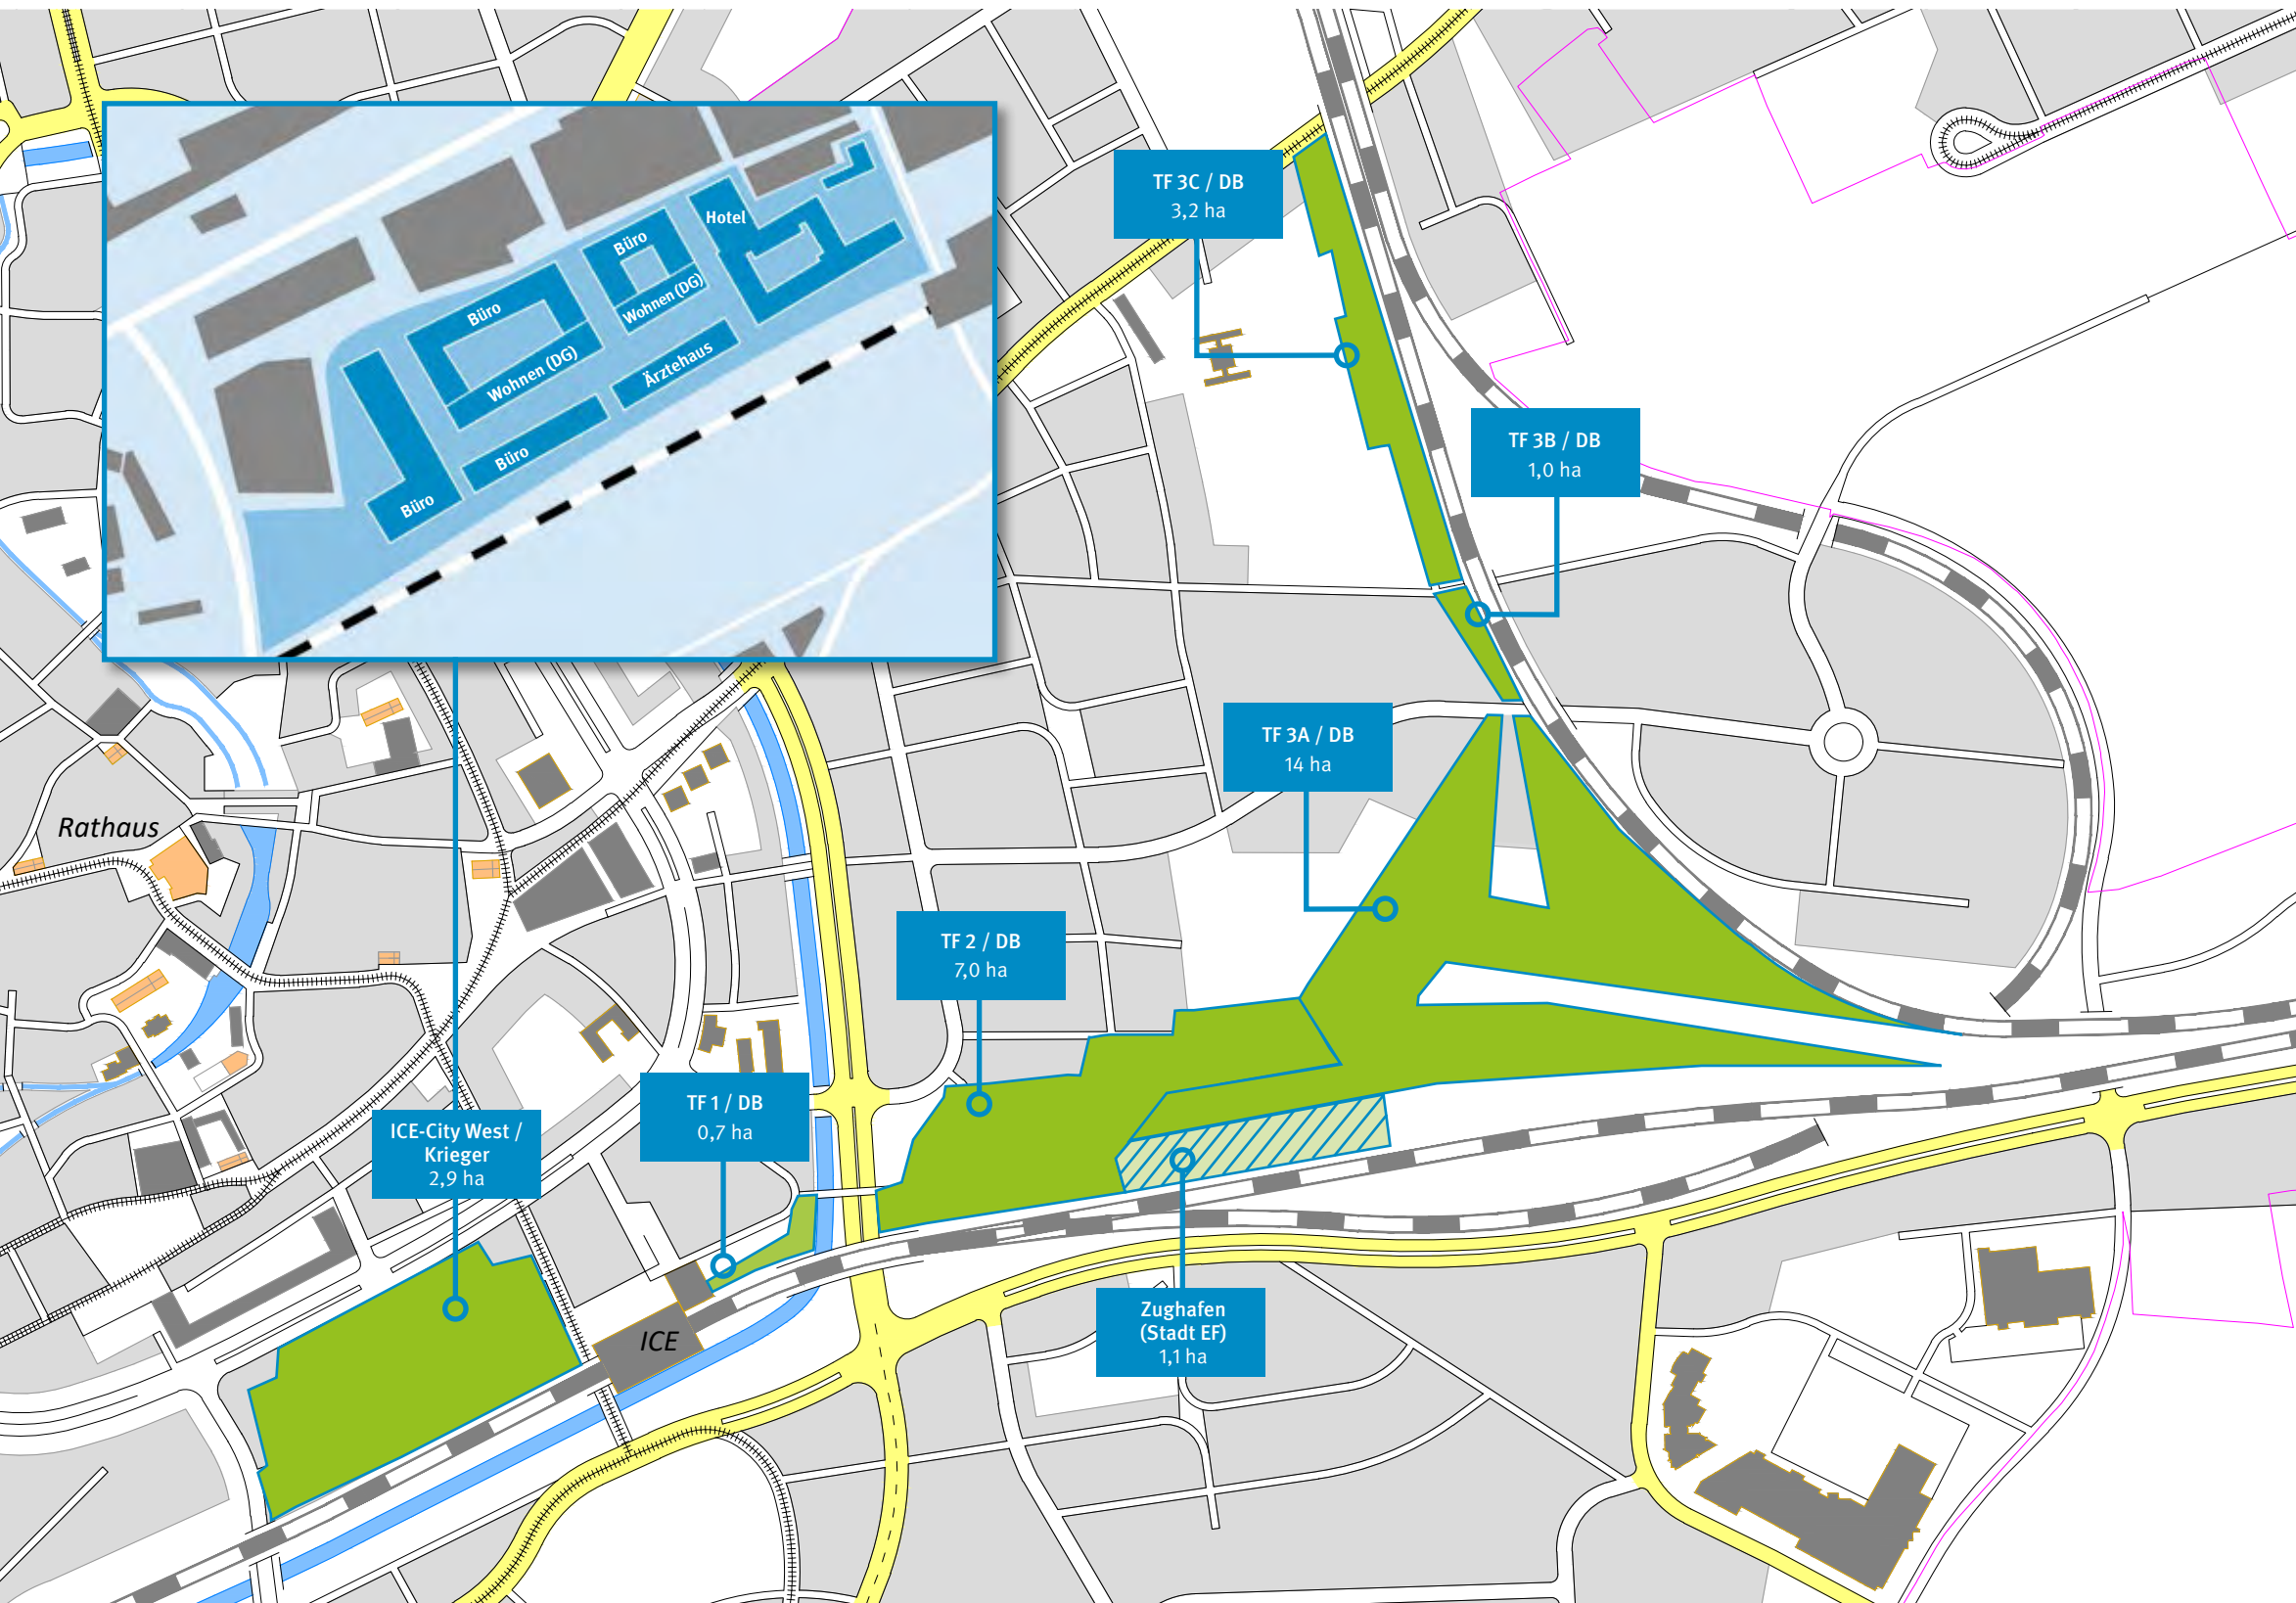 TF 3C / DB
3,2 ha
Hotel
Büro
Wohnen (DG)
Büro
Wohnen (DG)
Ärztehaus
Büro
Büro
TF 3B / DB
1,0 ha
TF 3A / DB
14 ha
Rathaus
TF 2 / DB
7,0 ha
TF 1 / DB
0,7 ha
ICE-City West /
Krieger
2,9 ha
Zughafen
(Stadt EF)
1,1 ha
ICE